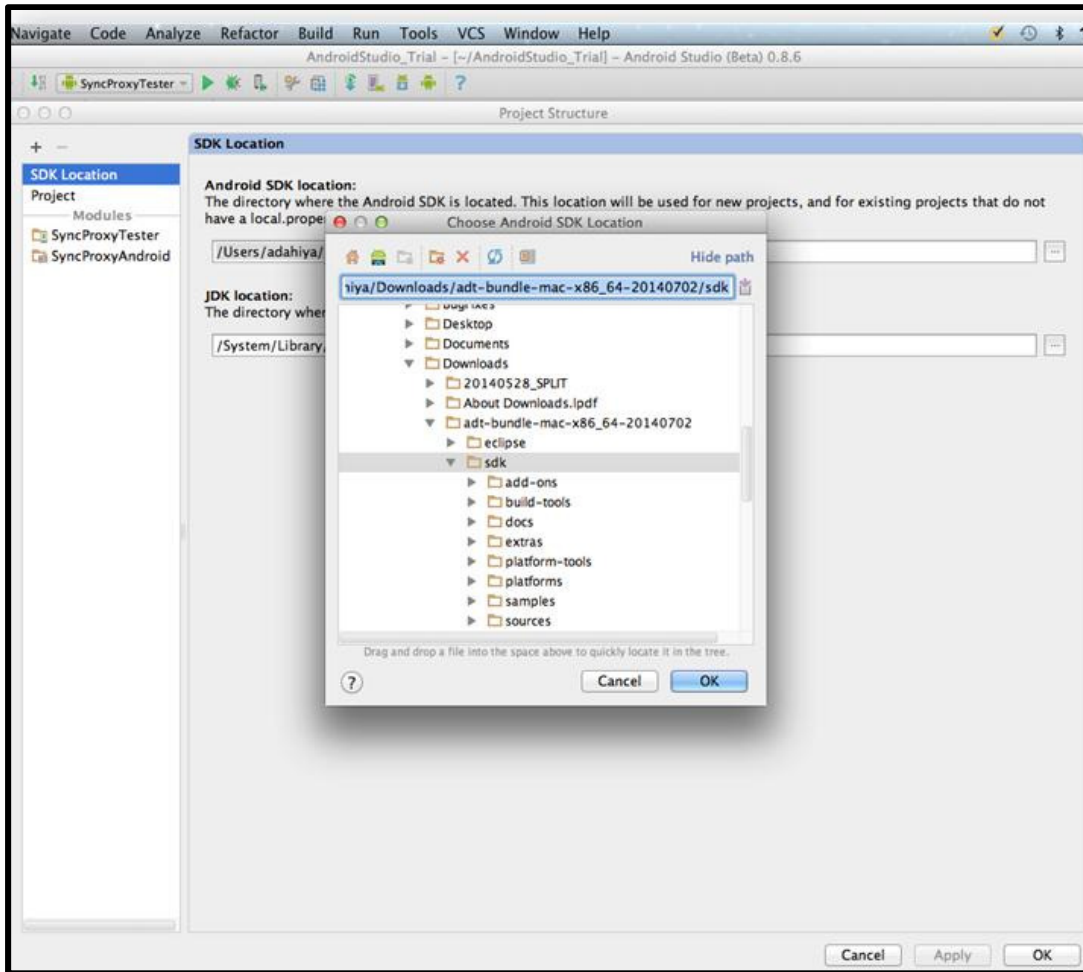 Navigate Code Analyze Refactor Build Run Tools VCS Window Help
AndroidStudio_Trial – [~/AndroidStudio_Trial] – Android Studio (Beta) 0.8.6
SyncProxyTester
?
Project Structure
+ –
SDK Location
SDK Location
Project
Modules
SyncProxyTester
SyncProxyAndroid
Android SDK location:
The directory where the Android SDK is located. This location will be used for new projects, and for existing projects that do not
have a local.prope
/Users/adahiya/
...
JDK location:
The directory wher
/System/Library
...
Choose Android SDK Location
Hide path
iya/Downloads/adt-bundle-mac-x86_64-20140702/sdk
bugfixes
Desktop
Documents
Downloads
20140528_SPLIT
About Downloads.lpdf
adt-bundle-mac-x86_64-20140702
eclipse
sdk
add-ons
build-tools
docs
extras
platform-tools
platforms
samples
sources
Drag and drop a file into the space above to quickly locate it in the tree.
? Cancel OK
Cancel Apply OK